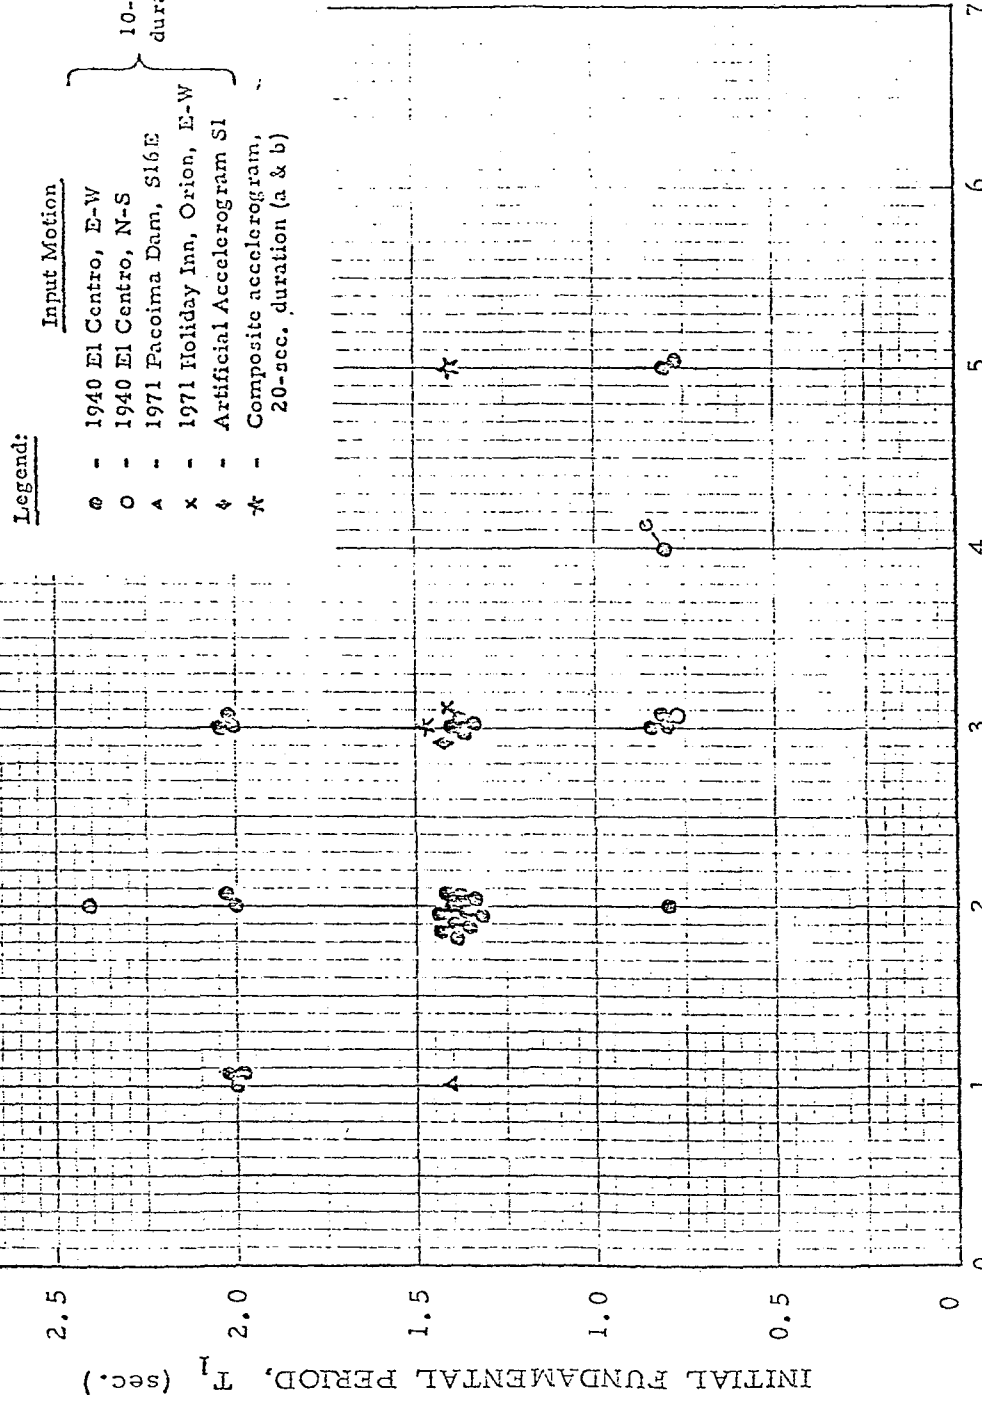 Legend:
Input Motion
1940 El Centro, E-W
1940 El Centro, N-S
1971 Pacoima Dam, S16E
1971 Holiday Inn, Orion, E-W
Artificial Accelerogram S1
Composite accelerogram,
20-sec. duration (a & b)
10-
dura
INITIAL FUNDAMENTAL PERIOD, T1 (sec.)
2.5
2.0
1.5
1.0
0.5
0
0
1
2
3
4
5
6
7
c